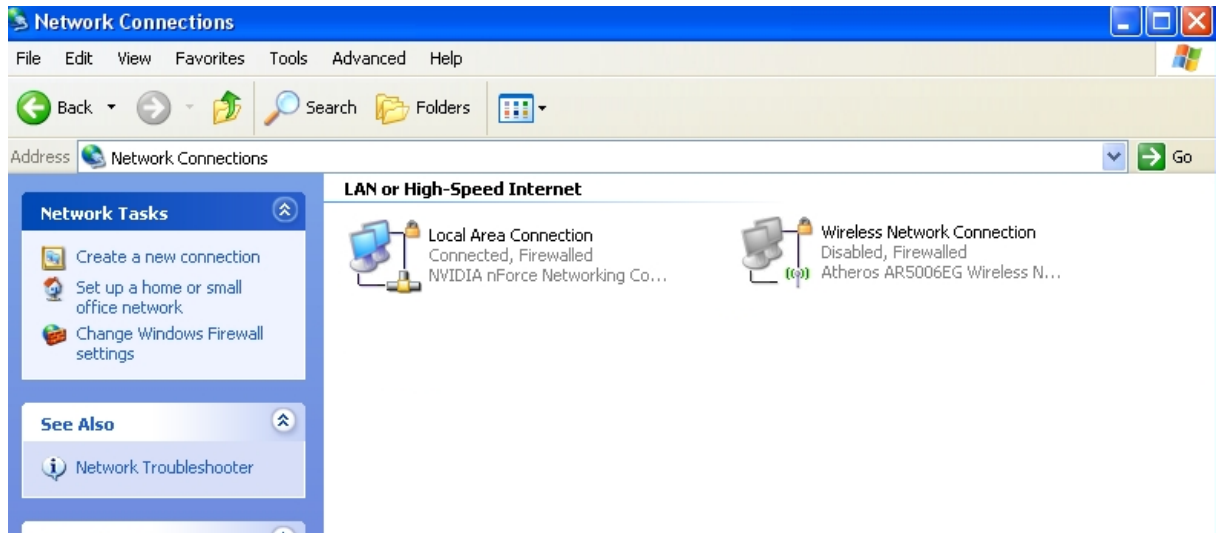 Network Connections
File Edit View Favorites Tools Advanced Help
Back Search Folders
Address Network Connections Go
Network Tasks
Create a new connection
Set up a home or small
office network
Change Windows Firewall
settings
See Also
Network Troubleshooter
LAN or High-Speed Internet
Local Area Connection
Connected, Firewalled
NVIDIA nForce Networking Co...
Wireless Network Connection
Disabled, Firewalled
Atheros AR5006EG Wireless N...